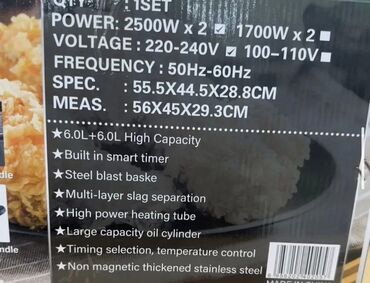 QTY : 1SET
POWER: 2500W x 2 ☑ 1700W x 2 ☐
VOLTAGE : 220-240V ☑ 100-110V ☐
FREQUENCY : 50Hz-60Hz
SPEC. : 55.5X44.5X28.8CM
MEAS. : 56X45X29.3CM
★6.0L+6.0L High Capacity
★Built in smart timer
★Steel blast baske
★Multi-layer slag separation
★High power heating tube
★Large capacity oil cylinder
★Timing selection, temperature control
★Non magnetic thickened stainless steel